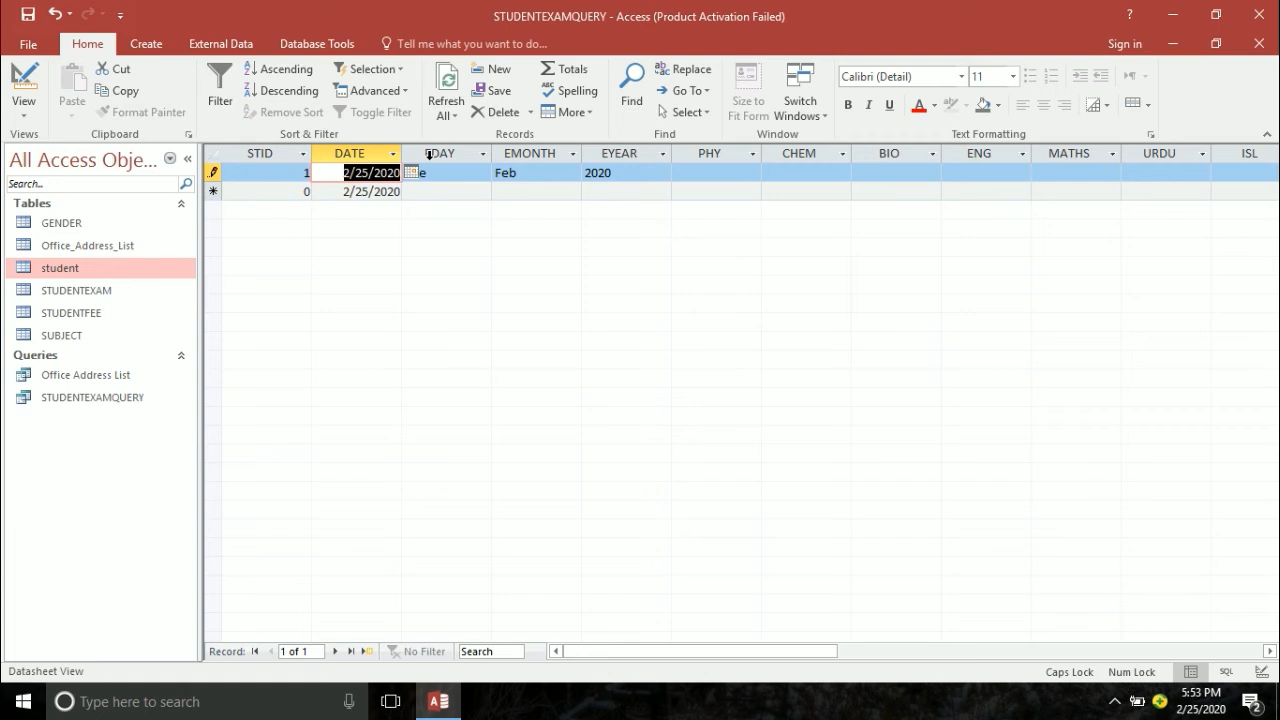 STUDENTEXAMQUERY - Access (Product Activation Failed)
File Home Create External Data Database Tools Tell me what you want to do... Sign in
View
Views
Paste
Cut
Copy
Format Painter
Clipboard
Filter
Ascending
Descending
Remove Sort
Selection
Advanced
Toggle Filter
Sort & Filter
Refresh All
New
Save
Delete
Totals
Spelling
More
Records
Find
Replace
Go To
Select
Find
Size to Fit Form
Switch Windows
Window
Calibri (Detail) 11
B I U A
Text Formatting
All Access Obje...
Search...
Tables
GENDER
Office_Address_List
student
STUDENTEXAM
STUDENTFEE
SUBJECT
Queries
Office Address List
STUDENTEXAMQUERY
STID DATE DAY EMONTH EYEAR PHY CHEM BIO ENG MATHS URDU ISL
1 2/25/2020 e Feb 2020
0 2/25/2020
Record: 1 of 1 No Filter Search
Datasheet View Caps Lock Num Lock SQL
Type here to search
5:53 PM
2/25/2020
2